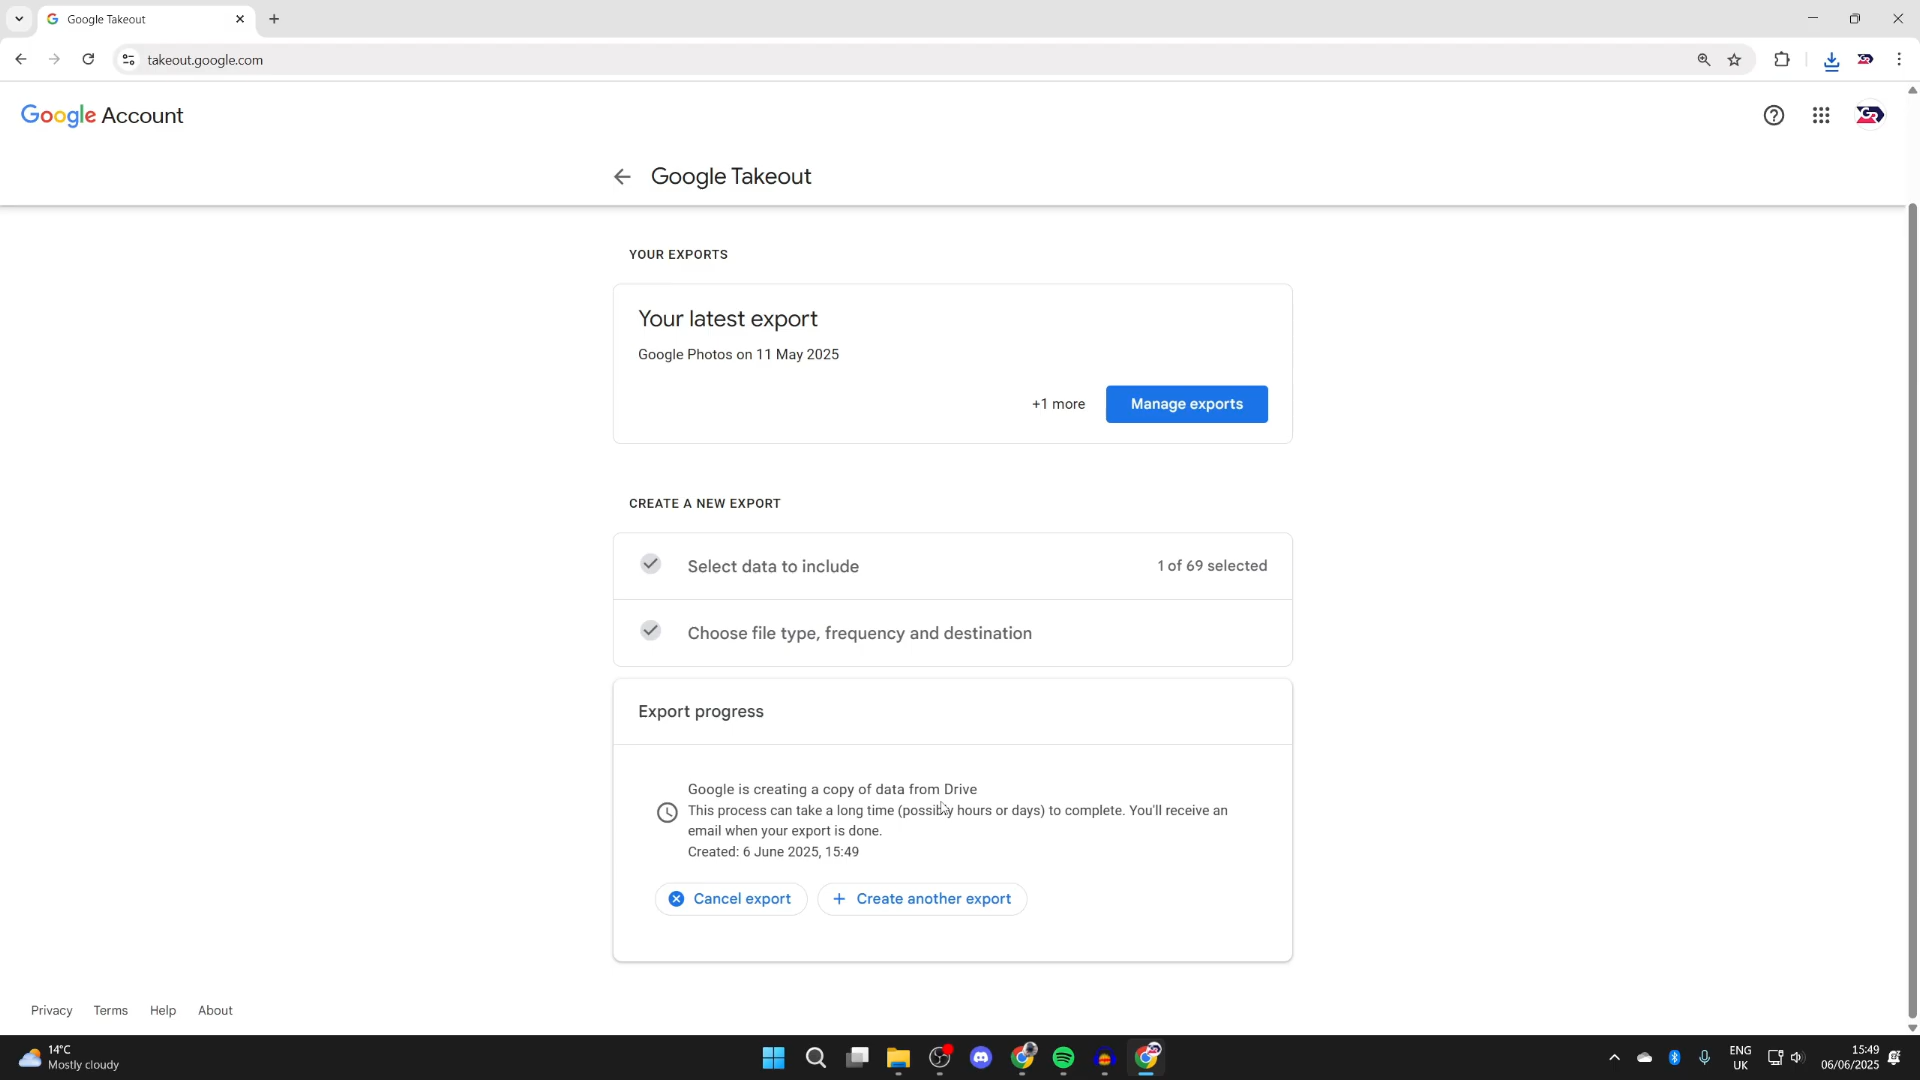 Google Takeout
takeout.google.com
Google Account
Google Takeout
YOUR EXPORTS
Your latest export
Google Photos on 11 May 2025
+1 more
Manage exports
CREATE A NEW EXPORT
Select data to include
1 of 69 selected
Choose file type, frequency and destination
Export progress
Google is creating a copy of data from Drive
This process can take a long time (possibly hours or days) to complete. You'll receive an
email when your export is done.
Created: 6 June 2025, 15:49
Cancel export
Create another export
Privacy Terms Help About
14°C
Mostly cloudy
ENG
UK
15:49
06/06/2025